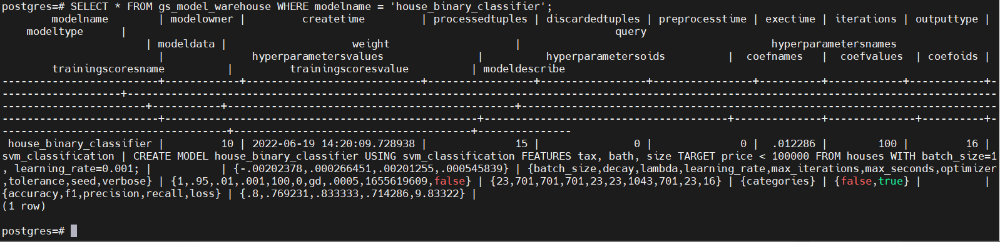 postgres=# SELECT * FROM gs_model_warehouse WHERE modelname = 'house_binary_classifier';
        modelname        | modelowner |         createtime         | processedtuples | discardedtuples | preprocesstime | exectime | iterations | outputtype |
    modeltype      |                                                                               query
                       | modeldata |                    weight                    |                                        hyperparametersnames
                         |              hyperparametersvalues               |          hyperparametersoids          |  coefnames   |  coefvalues  | coefoids |
        trainingscoresname          |         trainingscoresvalue          | modeldescribe
-------------------------+------------+----------------------------+-----------------+-----------------+----------------+----------+------------+------------+-
-------------------+-------------------------------------------------------------------------------------------------------------------------------------------
-----------------------+-----------+----------------------------------------------+----------------------------------------------------------------------------
-------------------------+--------------------------------------------------+---------------------------------------+--------------+--------------+----------+-
------------------------------------+--------------------------------------+---------------
 house_binary_classifier |         10 | 2022-06-19 14:20:09.728938 |              15 |               0 |              0 |  .012286 |        100 |         16 |
svm_classification | CREATE MODEL house_binary_classifier USING svm_classification FEATURES tax, bath, size TARGET price < 100000 FROM houses WITH batch_size=1
, learning_rate=0.001; |           | {-.00202378,.000266451,.00201255,.000545839} | {batch_size,decay,lambda,learning_rate,max_iterations,max_seconds,optimizer
,tolerance,seed,verbose} | {1,.95,.01,.001,100,0,gd,.0005,1655619609,false} | {23,701,701,701,23,23,1043,701,23,16} | {categories} | {false,true} |          |
{accuracy,f1,precision,recall,loss} | {.8,.769231,.833333,.714286,9.83322} |
(1 row)
postgres=#